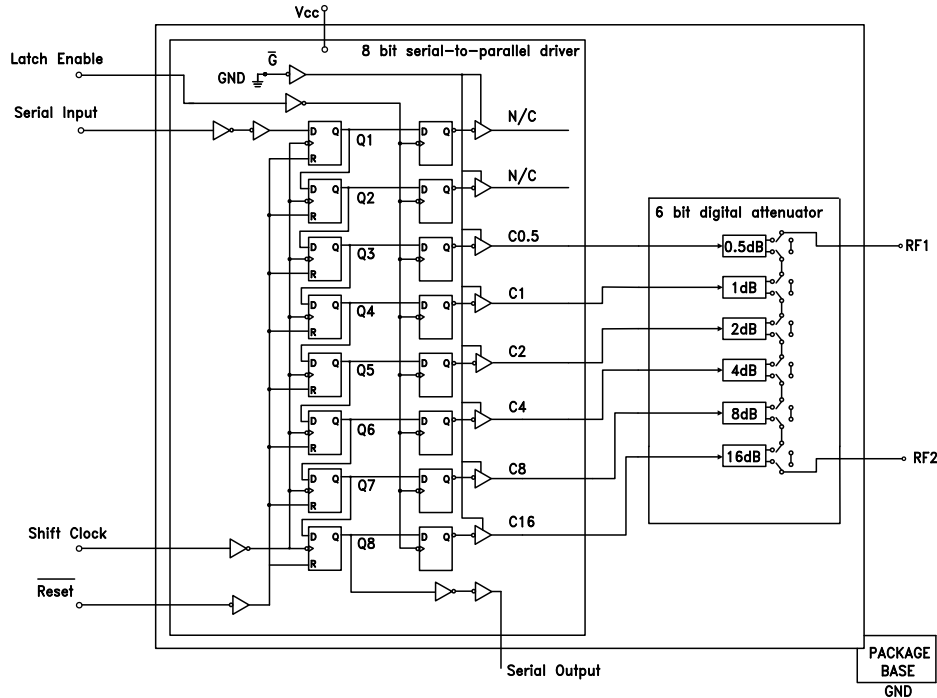 Vcc
8 bit serial-to-parallel driver
Latch Enable
G
GND
Serial Input
N/C
D Q
R
Q1
D Q
N/C
D Q
R
Q2
D Q
6 bit digital attenuator
C0.5
D Q
R
Q3
D Q
0.5dB
RF1
C1
D Q
R
Q4
D Q
1dB
C2
D Q
R
Q5
D Q
2dB
C4
D Q
R
Q6
D Q
4dB
C8
D Q
R
Q7
D Q
8dB
C16
D Q
R
Q8
D Q
16dB
RF2
Shift Clock
Reset
Serial Output
PACKAGE
BASE
GND